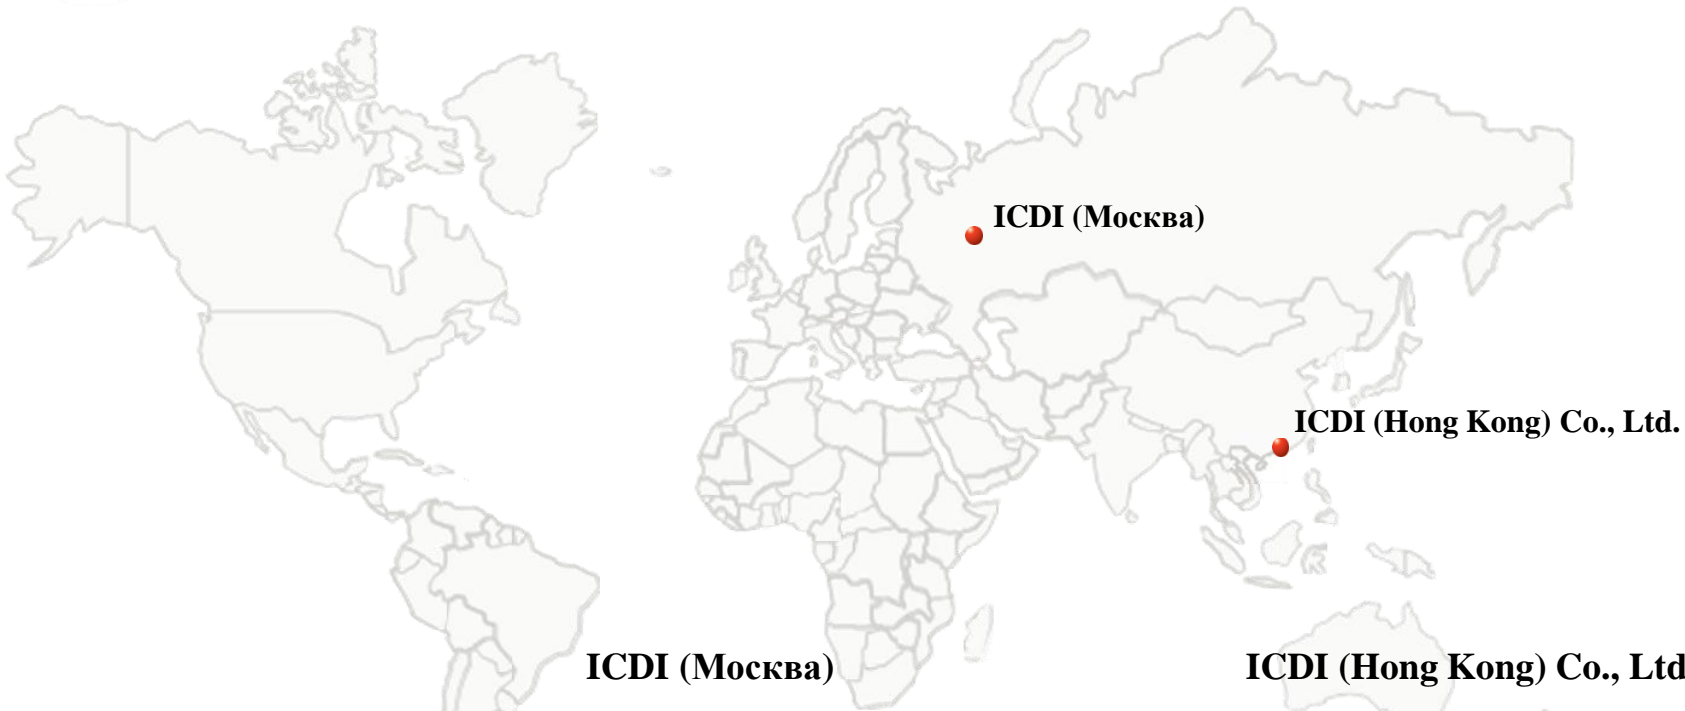 ICDI (Москва)
ICDI (Hong Kong) Co., Ltd.
ICDI (Москва)
ICDI (Hong Kong) Co., Ltd